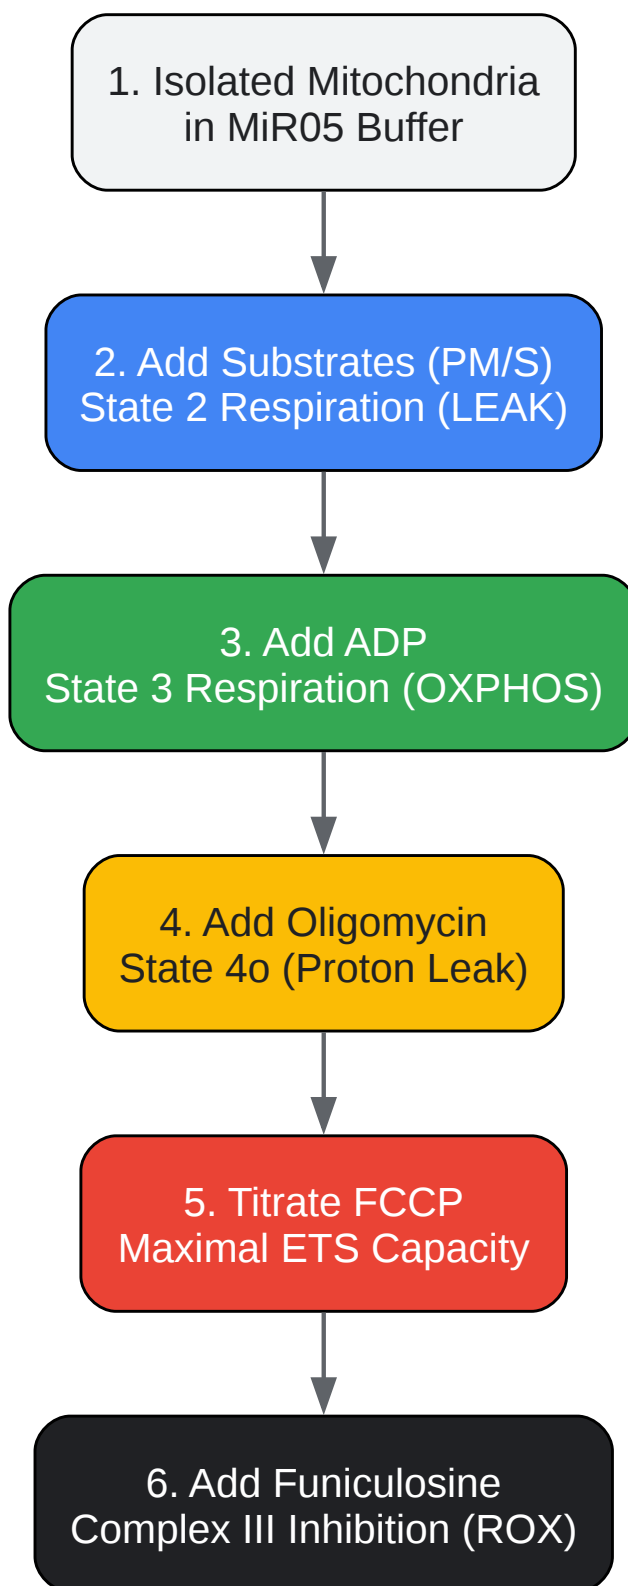 1. Isolated Mitochondria
in MiR05 Buffer
2. Add Substrates (PM/S)
State 2 Respiration (LEAK)
3. Add ADP
State 3 Respiration (OXPHOS)
4. Add Oligomycin
State 4o (Proton Leak)
5. Titrate FCCP
Maximal ETS Capacity
6. Add Funiculosine
Complex III Inhibition (ROX)